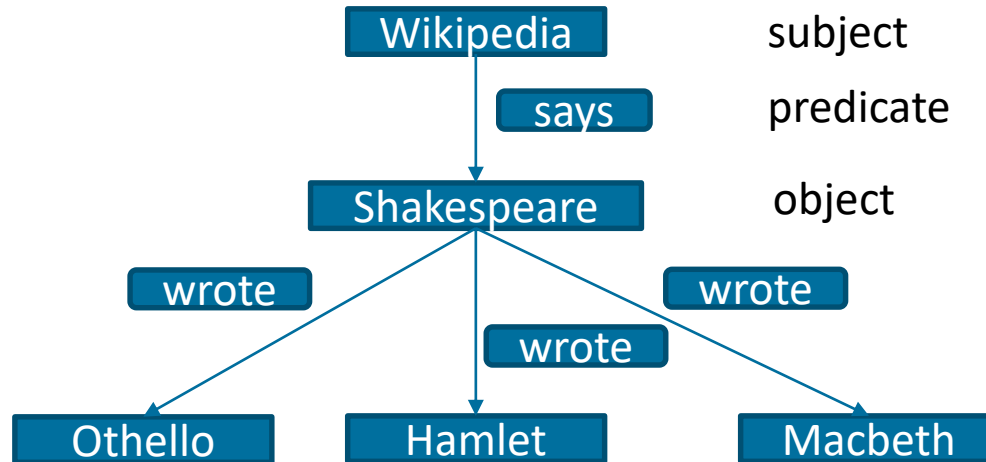 Wikipedia subject
says predicate
Shakespeare object
wrote wrote
wrote
Othello Hamlet Macbeth